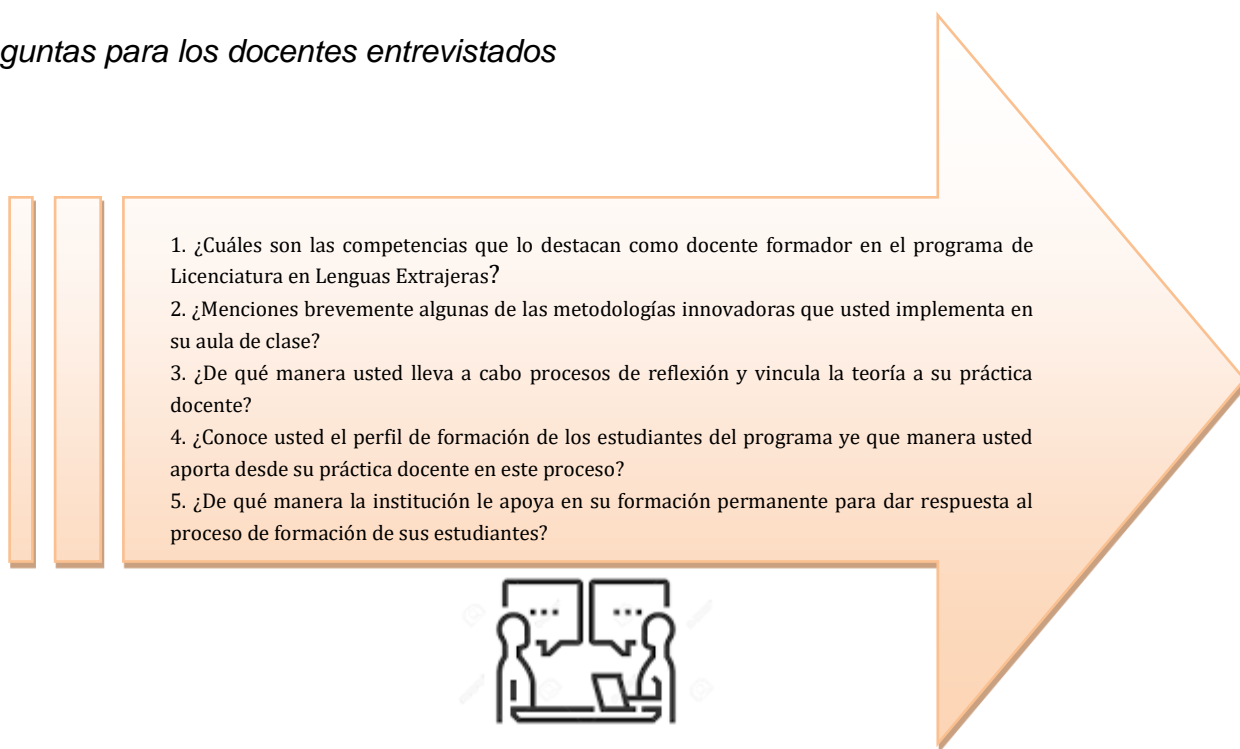 guntas para los docentes entrevistados
1. ¿Cuáles son las competencias que lo destacan como docente formador en el programa de
Licenciatura en Lenguas Extrajeras?
2. ¿Menciones brevemente algunas de las metodologías innovadoras que usted implementa en
su aula de clase?
3. ¿De qué manera usted lleva a cabo procesos de reflexión y vincula la teoría a su práctica
docente?
4. ¿Conoce usted el perfil de formación de los estudiantes del programa ye que manera usted
aporta desde su práctica docente en este proceso?
5. ¿De qué manera la institución le apoya en su formación permanente para dar respuesta al
proceso de formación de sus estudiantes?